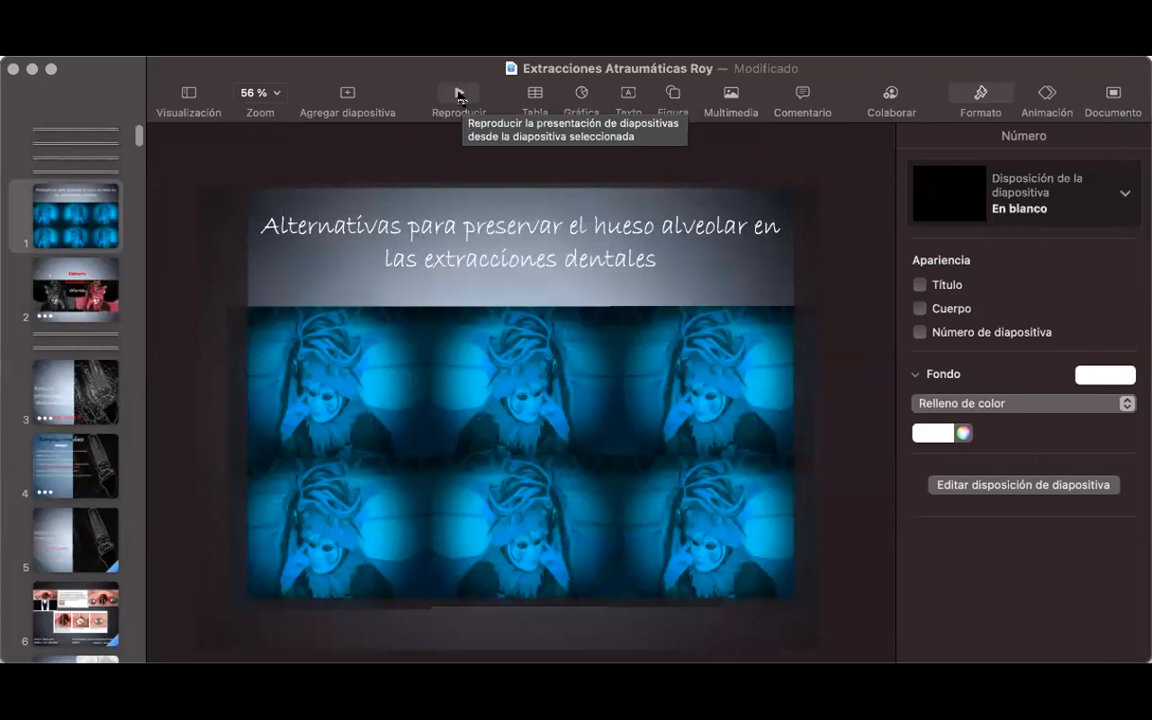 Extracciones Atraumáticas Roy — Modificado
56 %
Visualización
Zoom
Agregar diapositiva
Reproducir
Tabla
Gráfica
Texto
Figura
Multimedia
Comentario
Colaborar
Formato
Animación
Documento
Reproducir la presentación de diapositivas
desde la diapositiva seleccionada
1
2
3
4
5
6
Alternativas para preservar el hueso alveolar en
las extracciones dentales
Número
Disposición de la
diapositiva
En blanco
Apariencia
Título
Cuerpo
Número de diapositiva
Fondo
Relleno de color
Editar disposición de diapositiva